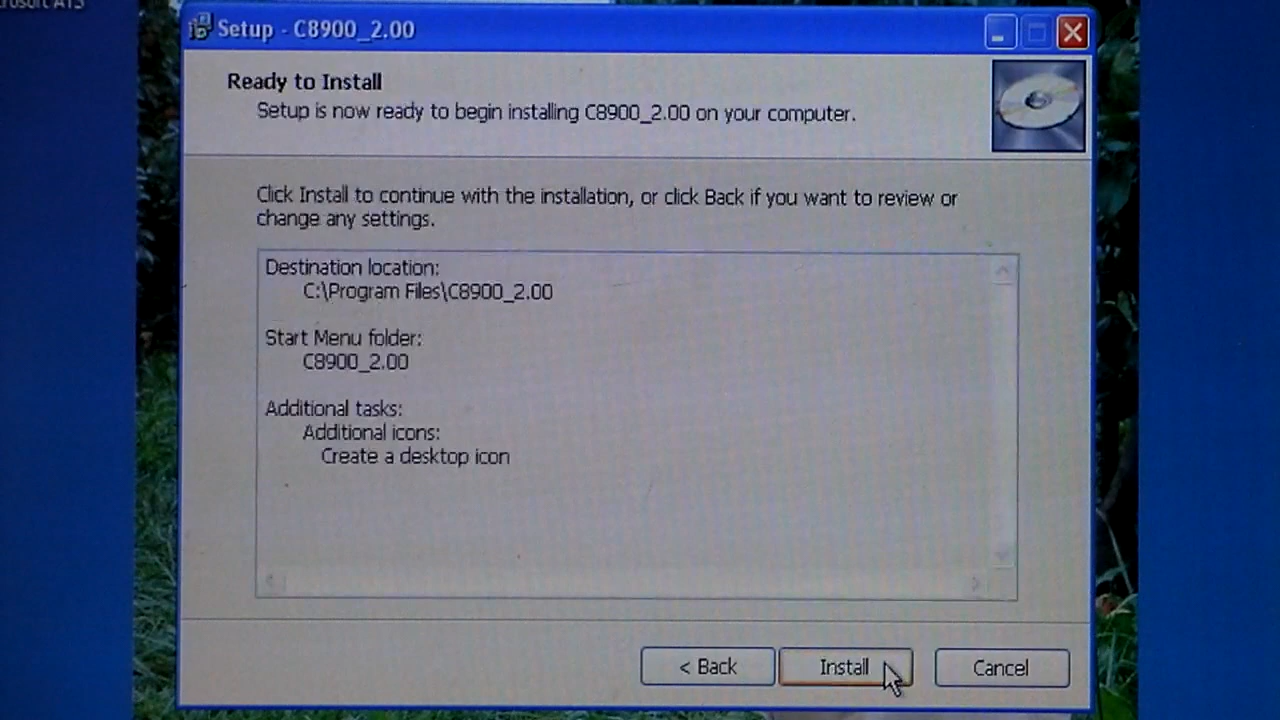 Setup - C8900_2.00
Ready to Install
Setup is now ready to begin installing C8900_2.00 on your computer.
Click Install to continue with the installation, or click Back if you want to review or
change any settings.
Destination location:
C:\Program Files\C8900_2.00
Start Menu folder:
C8900_2.00
Additional tasks:
Additional icons:
Create a desktop icon
< Back
Install
Cancel